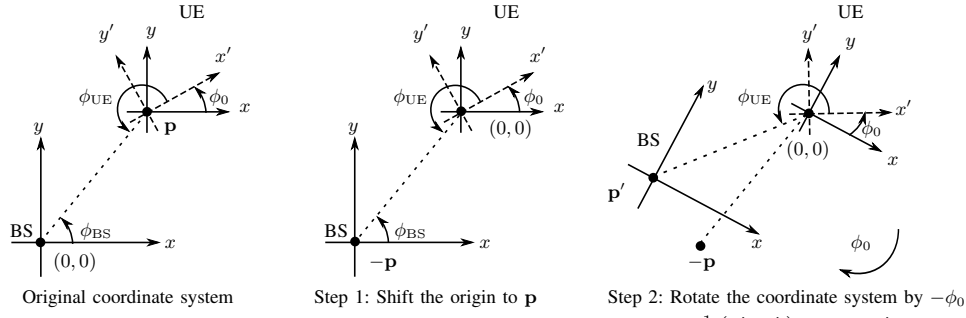 UE
y'
y
x'
ϕ_UE
ϕ_0
x
p
y
BS
ϕ_BS
x
(0, 0)
Original coordinate system
UE
y'
y
x'
ϕ_UE
ϕ_0
x
(0, 0)
y
BS
ϕ_BS
x
−p
Step 1: Shift the origin to p
UE
y'
y
y
ϕ_UE
x'
BS
ϕ_0
(0, 0)
x
p'
x
−p
ϕ_0
Step 2: Rotate the coordinate system by −ϕ_0